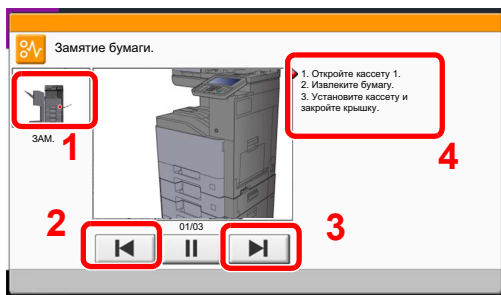 Замятие бумаги.
1. Откройте кассету 1.
2. Извлеките бумагу.
3. Установите кассету и
закройте крышку.
ЗАМ.
1
4
2
01/03
3